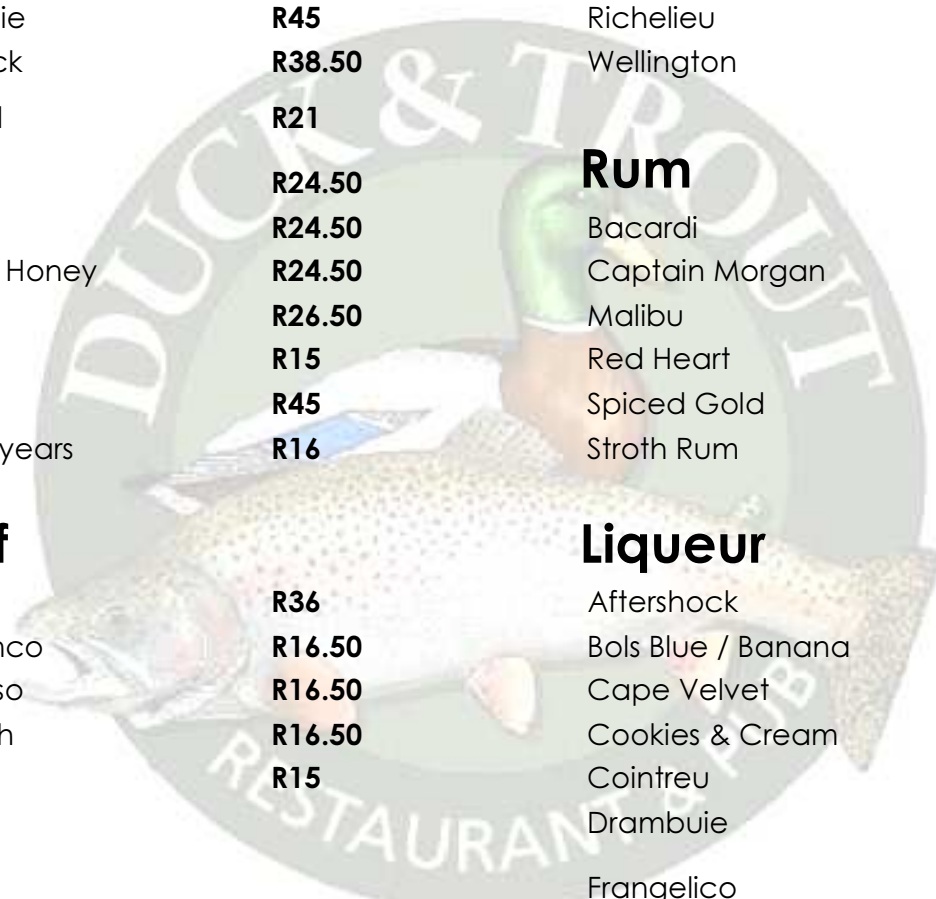 ie R45 Richelieu
ck R38.50 Wellington
R21
Rum
R24.50
R24.50 Bacardi
Honey R24.50 Captain Morgan
R26.50 Malibu
R15 Red Heart
R45 Spiced Gold
years R16 Stroth Rum
f Liqueur
R36 Aftershock
nco R16.50 Bols Blue / Banana
so R16.50 Cape Velvet
h R16.50 Cookies & Cream
R15 Cointreu
Drambuie
Frangelico
DUCK & TROUT
RESTAURANT & PUB